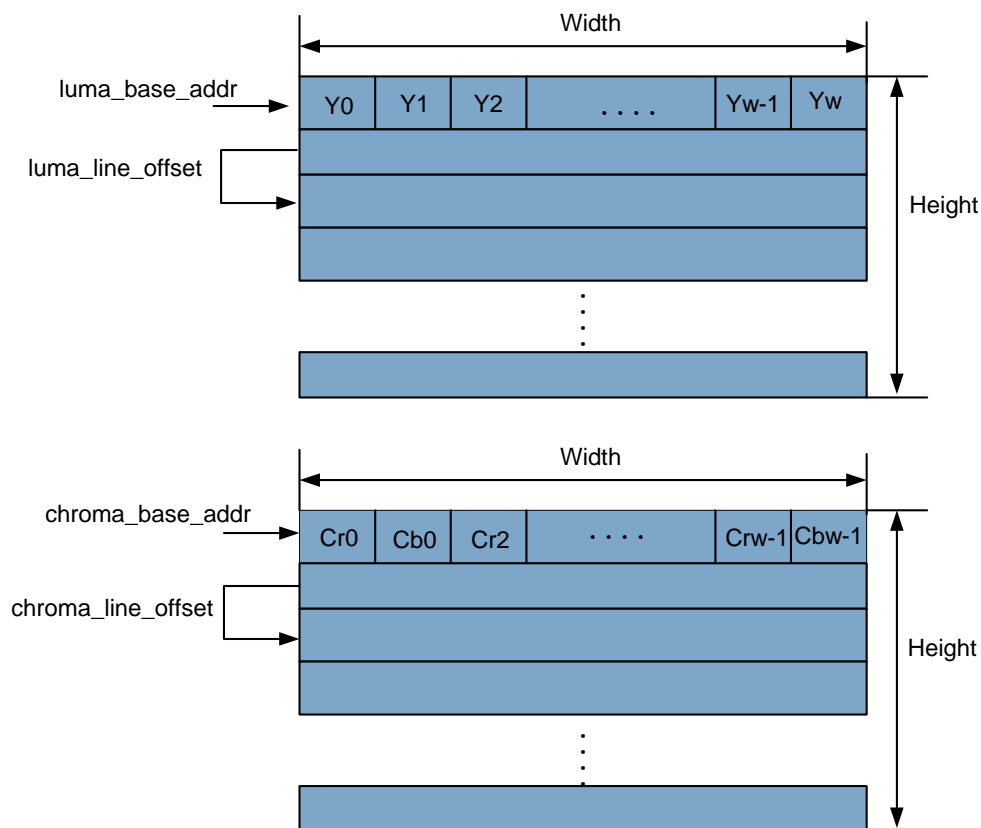 Width
luma_base_addr
Y0 Y1 Y2 . . . . Yw-1 Yw
luma_line_offset
Height
Width
chroma_base_addr
Cr0 Cb0 Cr2 . . . . Crw-1 Cbw-1
chroma_line_offset
Height